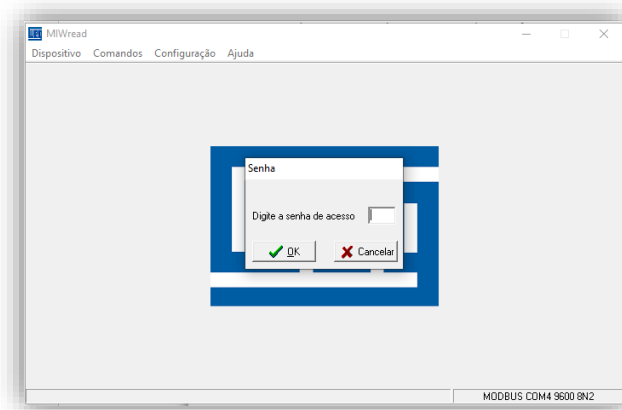 MIWread
Dispositivo Comandos Configuração Ajuda
Senha
Digite a senha de acesso
OK Cancelar
MODBUS COM4 9600 8N2